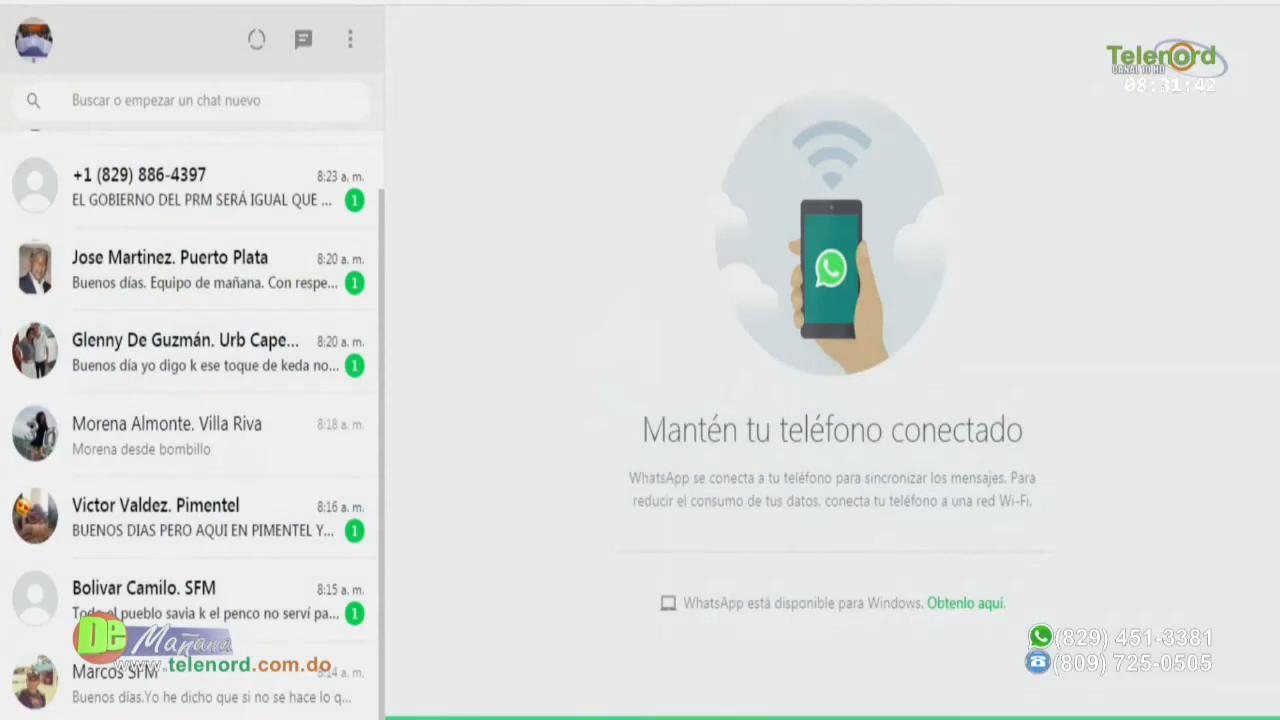 Buscar o empezar un chat nuevo
+1 (829) 886-4397
8:23 a. m.
EL GOBIERNO DEL PRM SERÁ IGUAL QUE ...
1
Jose Martinez. Puerto Plata
8:20 a. m.
Buenos días. Equipo de mañana. Con respe...
1
Glenny De Guzmán. Urb Cape...
8:20 a. m.
Buenos día yo digo k ese toque de keda no...
1
Morena Almonte. Villa Riva
8:18 a. m.
Morena desde bombillo
Victor Valdez. Pimentel
8:16 a. m.
BUENOS DIAS PERO AQUI EN PIMENTEL Y...
1
Bolivar Camilo. SFM
8:15 a. m.
Todo el pueblo savia k el penco no serví pa...
1
De Mañana
www.telenord.com.do
Marcos SFM
8:14 a. m.
Buenos días.Yo he dicho que si no se hace lo q...
Telenord
CANAL 10 HD
08:31:42
Mantén tu teléfono conectado
WhatsApp se conecta a tu teléfono para sincronizar los mensajes. Para
reducir el consumo de tus datos, conecta tu teléfono a una red Wi-Fi.
WhatsApp está disponible para Windows. Obtenlo aquí.
(829) 451-3381
(809) 725-0505